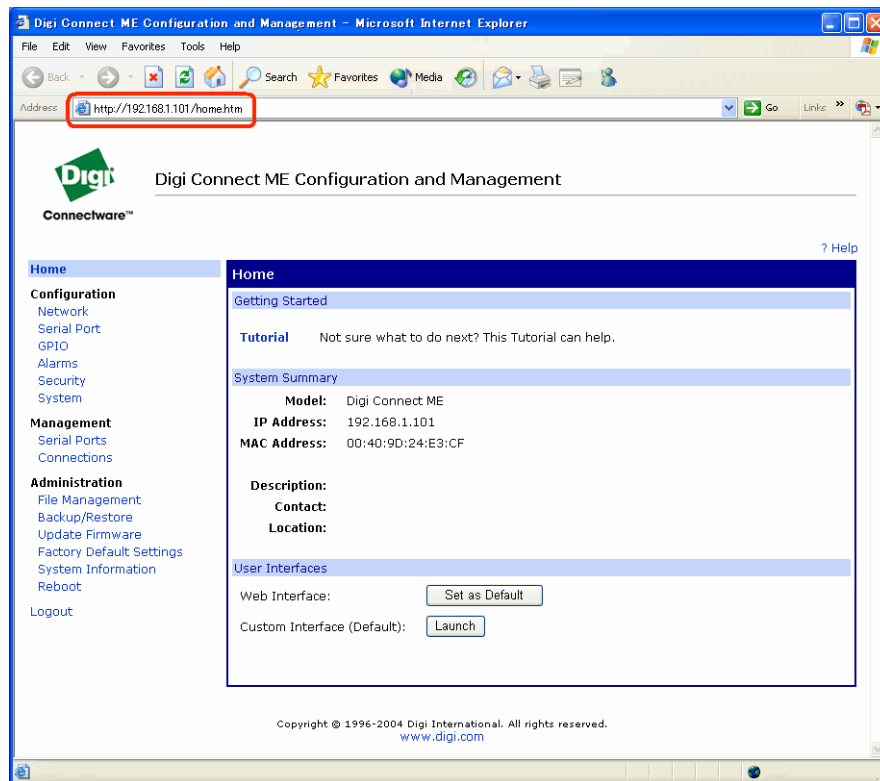 Digi Connect ME Configuration and Management - Microsoft Internet Explorer
File Edit View Favorites Tools Help
Back Search Favorites Media
Address http://192.168.1.101/home.htm Go Links »
Digi
Connectware™
Digi Connect ME Configuration and Management
? Help
Home
Configuration
Network
Serial Port
GPIO
Alarms
Security
System
Management
Serial Ports
Connections
Administration
File Management
Backup/Restore
Update Firmware
Factory Default Settings
System Information
Reboot
Logout
Home
Getting Started
Tutorial Not sure what to do next? This Tutorial can help.
System Summary
Model: Digi Connect ME
IP Address: 192.168.1.101
MAC Address: 00:40:9D:24:E3:CF
Description:
Contact:
Location:
User Interfaces
Web Interface: Set as Default
Custom Interface (Default): Launch
Copyright © 1996-2004 Digi International. All rights reserved.
www.digi.com